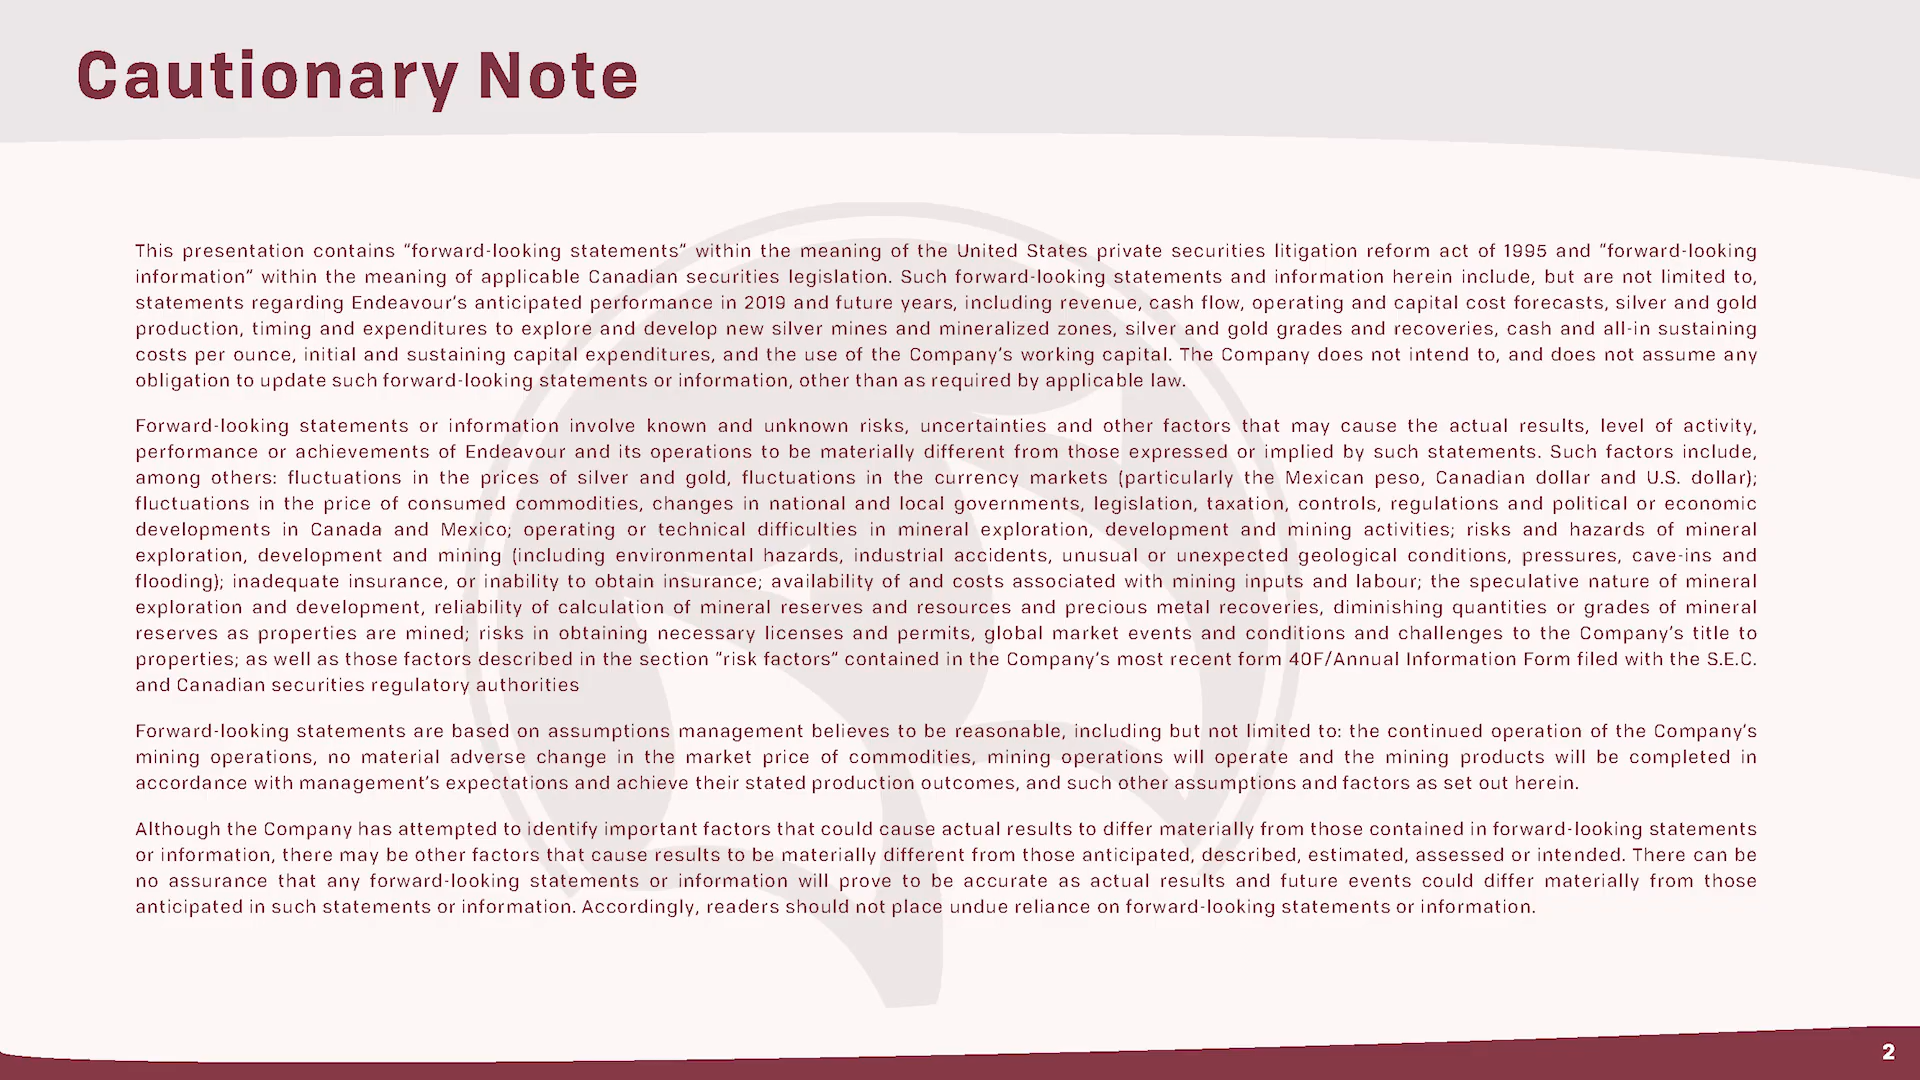 Cautionary Note
This presentation contains “forward-looking statements” within the meaning of the United States private securities litigation reform act of 1995 and “forward-looking
information” within the meaning of applicable Canadian securities legislation. Such forward-looking statements and information herein include, but are not limited to,
statements regarding Endeavour’s anticipated performance in 2019 and future years, including revenue, cash flow, operating and capital cost forecasts, silver and gold
production, timing and expenditures to explore and develop new silver mines and mineralized zones, silver and gold grades and recoveries, cash and all-in sustaining
costs per ounce, initial and sustaining capital expenditures, and the use of the Company’s working capital. The Company does not intend to, and does not assume any
obligation to update such forward-looking statements or information, other than as required by applicable law.
Forward-looking statements or information involve known and unknown risks, uncertainties and other factors that may cause the actual results, level of activity,
performance or achievements of Endeavour and its operations to be materially different from those expressed or implied by such statements. Such factors include,
among others: fluctuations in the prices of silver and gold, fluctuations in the currency markets (particularly the Mexican peso, Canadian dollar and U.S. dollar);
fluctuations in the price of consumed commodities, changes in national and local governments, legislation, taxation, controls, regulations and political or economic
developments in Canada and Mexico; operating or technical difficulties in mineral exploration, development and mining activities; risks and hazards of mineral
exploration, development and mining (including environmental hazards, industrial accidents, unusual or unexpected geological conditions, pressures, cave-ins and
flooding); inadequate insurance, or inability to obtain insurance; availability of and costs associated with mining inputs and labour; the speculative nature of mineral
exploration and development, reliability of calculation of mineral reserves and resources and precious metal recoveries, diminishing quantities or grades of mineral
reserves as properties are mined; risks in obtaining necessary licenses and permits, global market events and conditions and challenges to the Company’s title to
properties; as well as those factors described in the section “risk factors” contained in the Company’s most recent form 40F/Annual Information Form filed with the S.E.C.
and Canadian securities regulatory authorities
Forward-looking statements are based on assumptions management believes to be reasonable, including but not limited to: the continued operation of the Company’s
mining operations, no material adverse change in the market price of commodities, mining operations will operate and the mining products will be completed in
accordance with management’s expectations and achieve their stated production outcomes, and such other assumptions and factors as set out herein.
Although the Company has attempted to identify important factors that could cause actual results to differ materially from those contained in forward-looking statements
or information, there may be other factors that cause results to be materially different from those anticipated, described, estimated, assessed or intended. There can be
no assurance that any forward-looking statements or information will prove to be accurate as actual results and future events could differ materially from those
anticipated in such statements or information. Accordingly, readers should not place undue reliance on forward-looking statements or information.
2